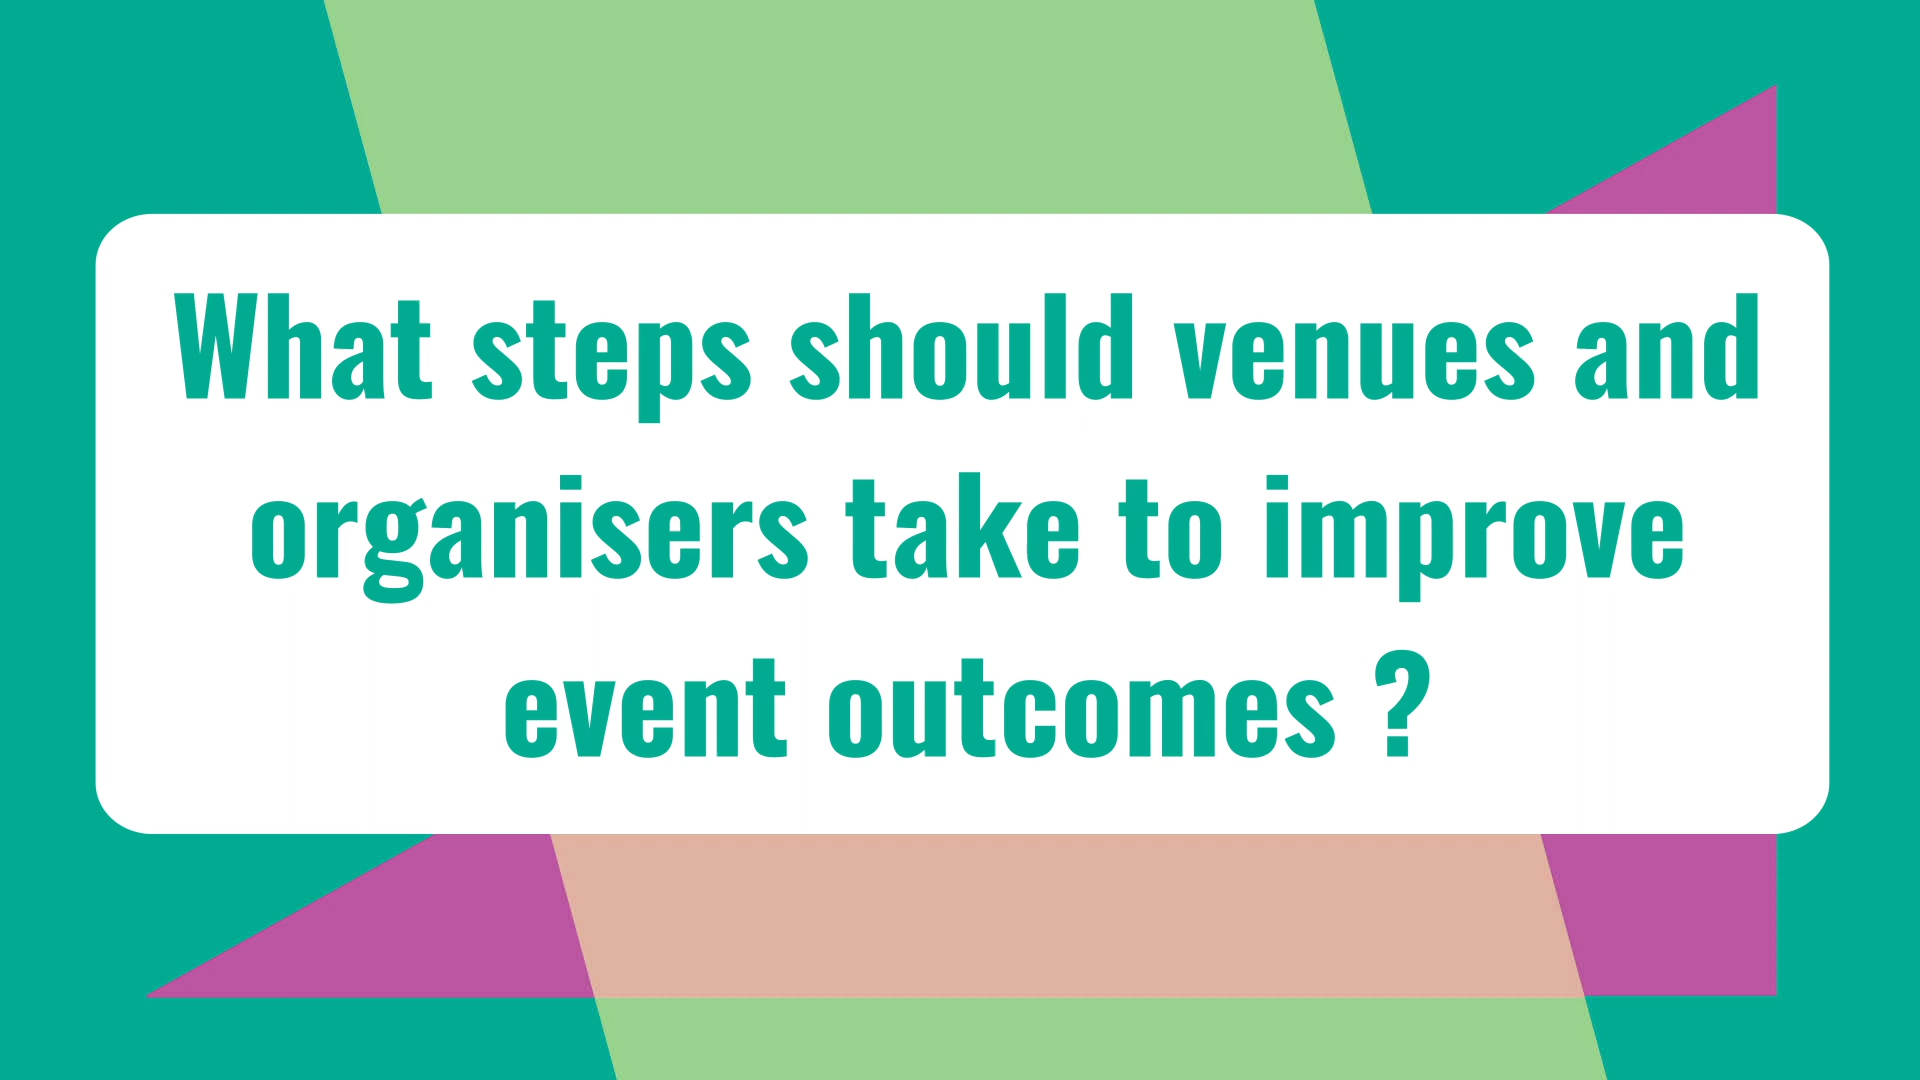 What steps should venues and
organisers take to improve
event outcomes ?